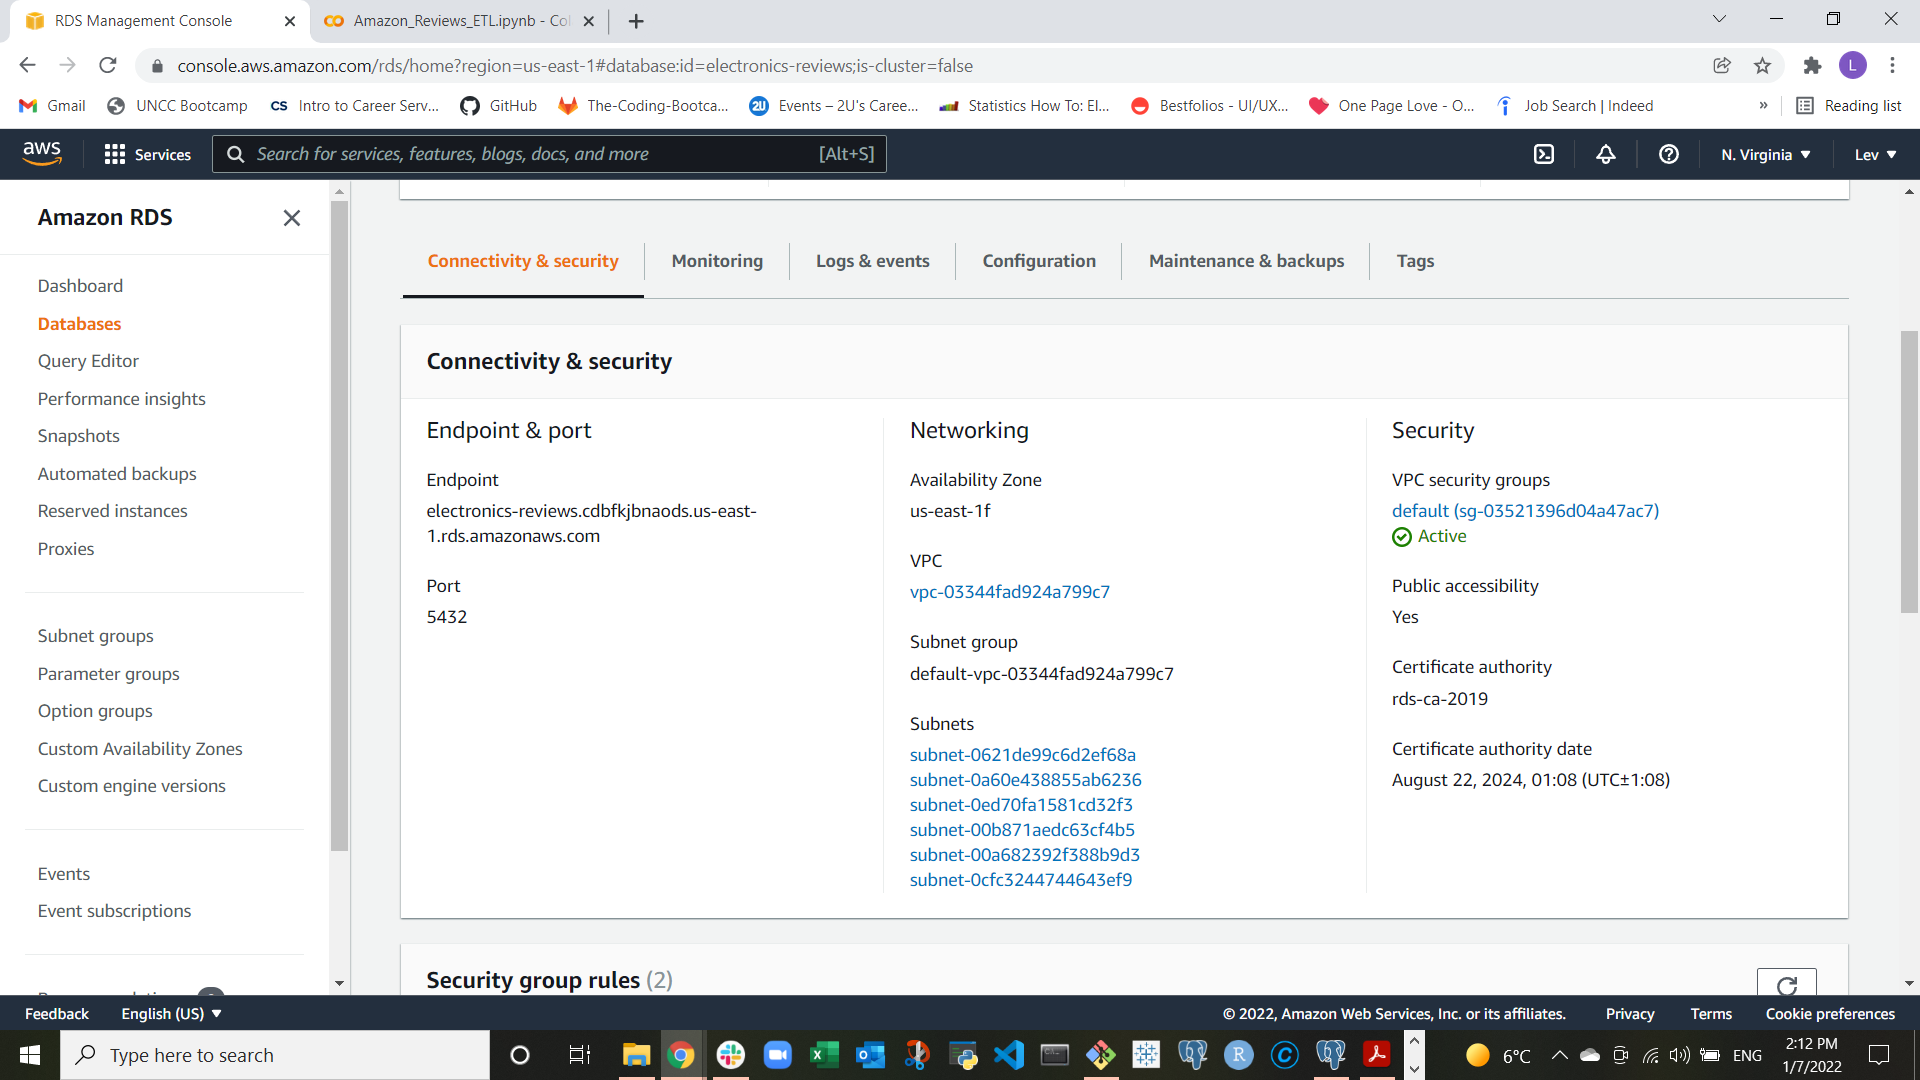 RDS Management Console
Amazon_Reviews_ETL.ipynb - Co
console.aws.amazon.com/rds/home?region=us-east-1#database:id=electronics-reviews;is-cluster=false
L
Gmail
UNCC Bootcamp
CS Intro to Career Serv...
GitHub
The-Coding-Bootca...
2U Events – 2U's Caree...
Statistics How To: El...
Bestfolios - UI/UX...
One Page Love - O...
Job Search | Indeed
»
Reading list
aws
Services
Search for services, features, blogs, docs, and more
[Alt+S]
N. Virginia
Lev
Amazon RDS
Dashboard
Databases
Query Editor
Performance insights
Snapshots
Automated backups
Reserved instances
Proxies
Subnet groups
Parameter groups
Option groups
Custom Availability Zones
Custom engine versions
Events
Event subscriptions
Connectivity & security
Monitoring
Logs & events
Configuration
Maintenance & backups
Tags
Connectivity & security
Endpoint & port
Endpoint
electronics-reviews.cdbfkjbnaods.us-east-
1.rds.amazonaws.com
Port
5432
Networking
Availability Zone
us-east-1f
VPC
vpc-03344fad924a799c7
Subnet group
default-vpc-03344fad924a799c7
Subnets
subnet-0621de99c6d2ef68a
subnet-0a60e438855ab6236
subnet-0ed70fa1581cd32f3
subnet-00b871aedc63cf4b5
subnet-00a682392f388b9d3
subnet-0cfc3244744643ef9
Security
VPC security groups
default (sg-03521396d04a47ac7)
Active
Public accessibility
Yes
Certificate authority
rds-ca-2019
Certificate authority date
August 22, 2024, 01:08 (UTC±1:08)
Security group rules (2)
Feedback
English (US)
© 2022, Amazon Web Services, Inc. or its affiliates.
Privacy
Terms
Cookie preferences
Type here to search
6°C
ENG
2:12 PM
1/7/2022